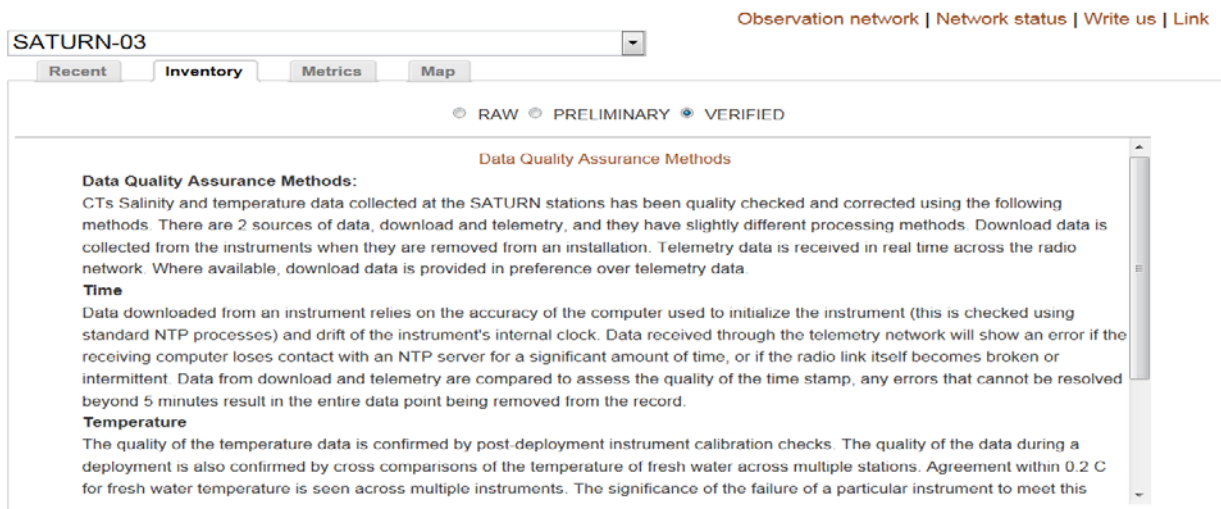 Observation network | Network status | Write us | Link
SATURN-03
Recent Inventory Metrics Map
RAW PRELIMINARY VERIFIED
Data Quality Assurance Methods
Data Quality Assurance Methods:
CTs Salinity and temperature data collected at the SATURN stations has been quality checked and corrected using the following
methods. There are 2 sources of data, download and telemetry, and they have slightly different processing methods. Download data is
collected from the instruments when they are removed from an installation. Telemetry data is received in real time across the radio
network. Where available, download data is provided in preference over telemetry data.
Time
Data downloaded from an instrument relies on the accuracy of the computer used to initialize the instrument (this is checked using
standard NTP processes) and drift of the instrument's internal clock. Data received through the telemetry network will show an error if the
receiving computer loses contact with an NTP server for a significant amount of time, or if the radio link itself becomes broken or
intermittent. Data from download and telemetry are compared to assess the quality of the time stamp, any errors that cannot be resolved
beyond 5 minutes result in the entire data point being removed from the record.
Temperature
The quality of the temperature data is confirmed by post-deployment instrument calibration checks. The quality of the data during a
deployment is also confirmed by cross comparisons of the temperature of fresh water across multiple stations. Agreement within 0.2 C
for fresh water temperature is seen across multiple instruments. The significance of the failure of a particular instrument to meet this